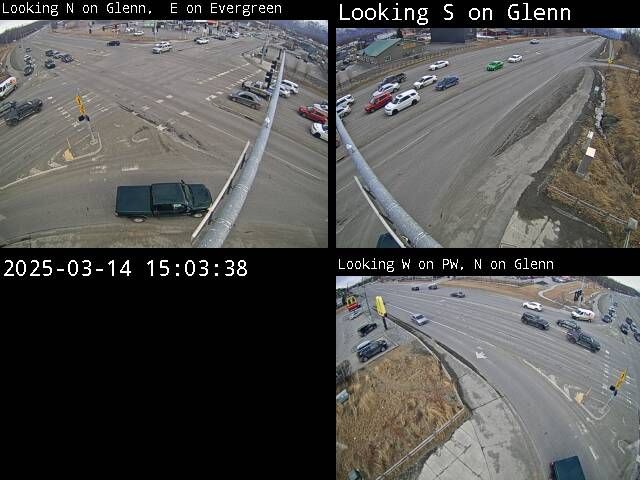 Looking N on Glenn,  E on Evergreen
Looking S on Glenn
2025-03-14 15:03:38
Looking W on PW, N on Glenn